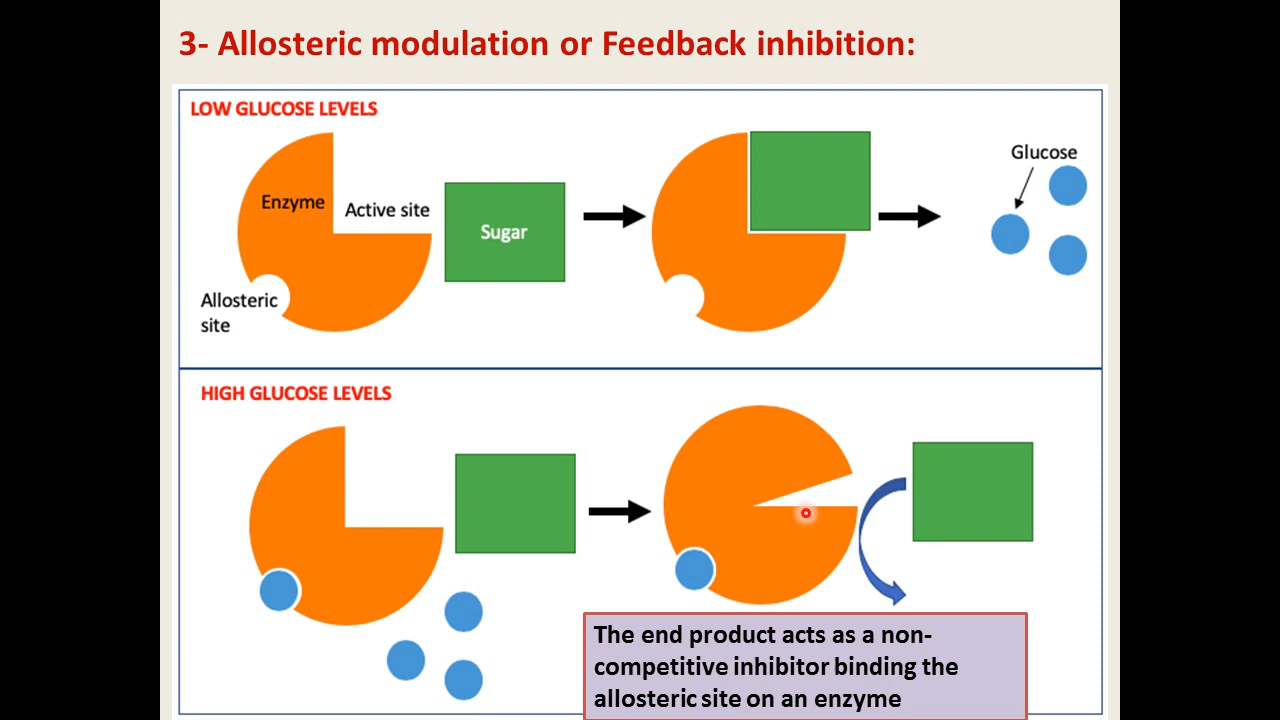 3- Allosteric modulation or Feedback inhibition:
LOW GLUCOSE LEVELS
Glucose
Enzyme
Active site
Sugar
Allosteric
site
HIGH GLUCOSE LEVELS
The end product acts as a non-
competitive inhibitor binding the
allosteric site on an enzyme